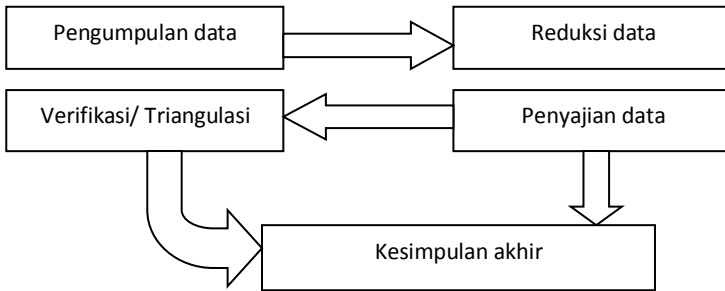 Pengumpulan data
Reduksi data
Verifikasi/ Triangulasi
Penyajian data
Kesimpulan akhir